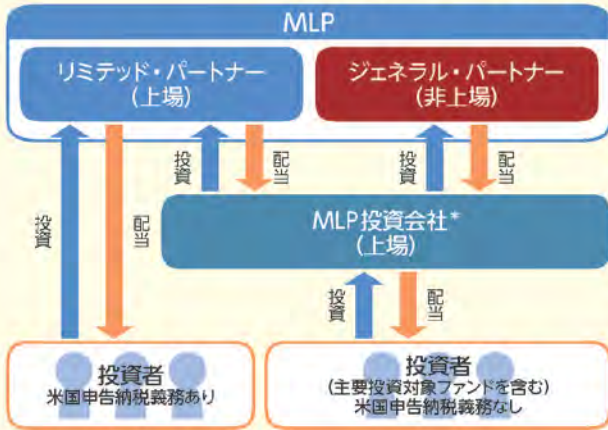 MLP
リミテッド・パートナー
(上場)
ジェネラル・パートナー
(非上場)
投資
配当
投資
配当
投資
配当
MLP投資会社*
(上場)
投資
配当
投資者
米国申告納税義務あり
投資者
(主要投資対象ファンドを含む)
米国申告納税義務なし